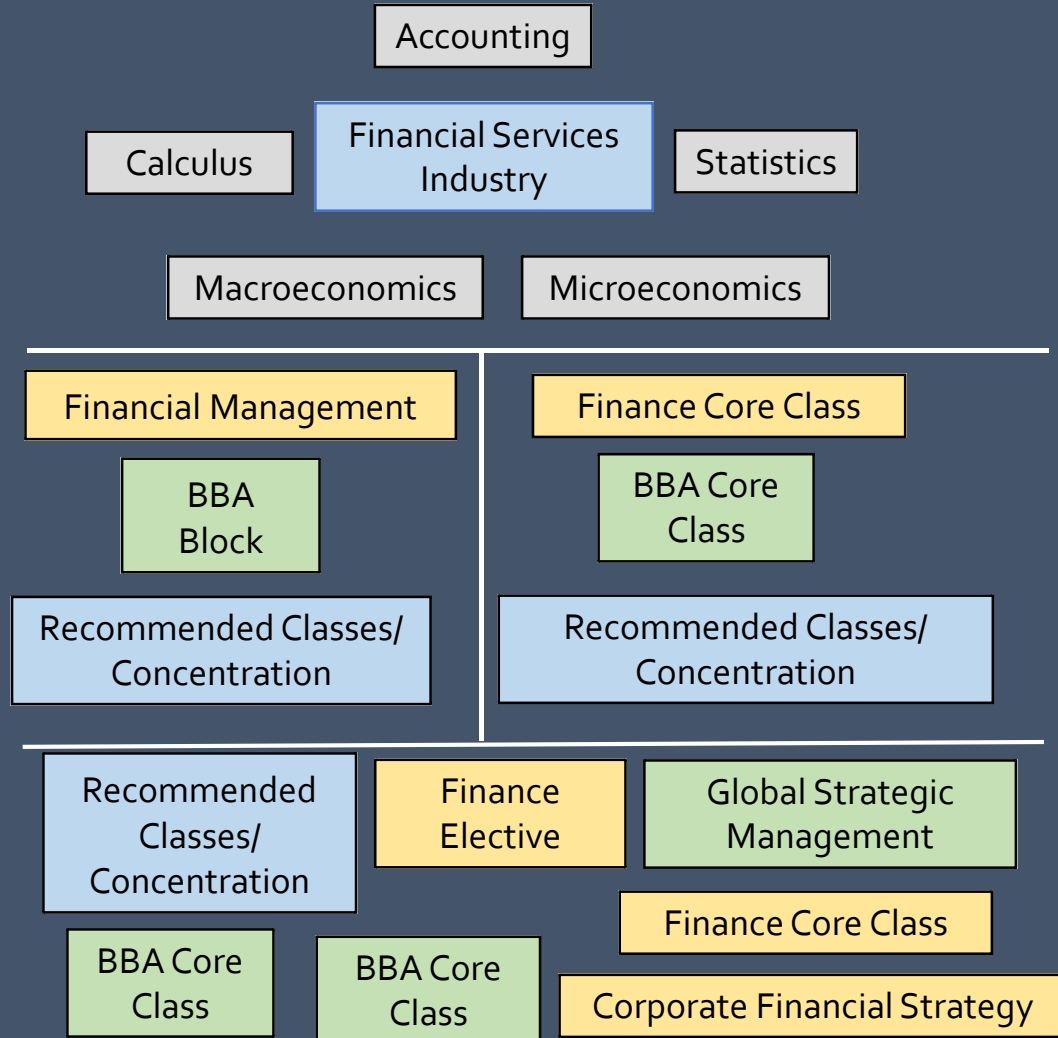 Accounting
Calculus
Financial Services
Industry
Statistics
Macroeconomics
Microeconomics
Financial Management
BBA
Block
Recommended Classes/
Concentration
Finance Core Class
BBA Core
Class
Recommended Classes/
Concentration
Recommended
Classes/
Concentration
Finance
Elective
Global Strategic
Management
Finance Core Class
BBA Core
Class
BBA Core
Class
Corporate Financial Strategy